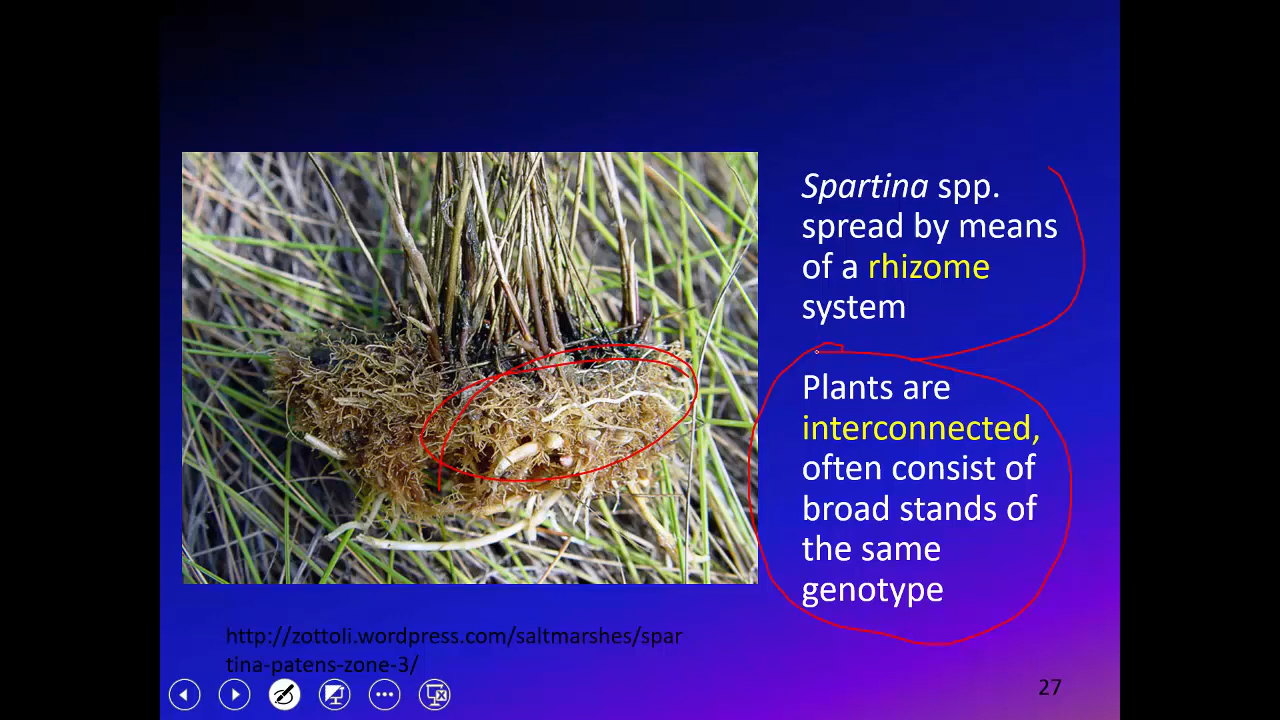 Spartina spp.
spread by means
of a rhizome
system
Plants are
interconnected,
often consist of
broad stands of
the same
genotype
http://zottoli.wordpress.com/saltmarshes/spar
tina-patens-zone-3/
27